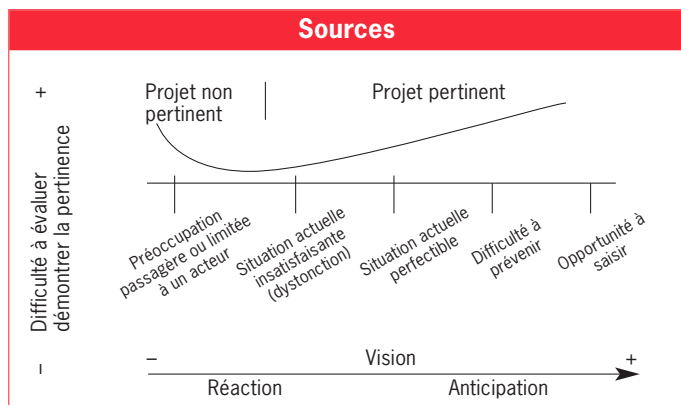 Sources
+
Difficulté à évaluer
démontrer la pertinence
–
Projet non
pertinent
Projet pertinent
Préoccupation
passagère ou limitée
à un acteur
Situation actuelle
insatisfaisante
(dystonction)
Situation actuelle
perfectible
Difficulté à
prévenir
Opportunité à
saisir
–
Vision
+
Réaction
Anticipation